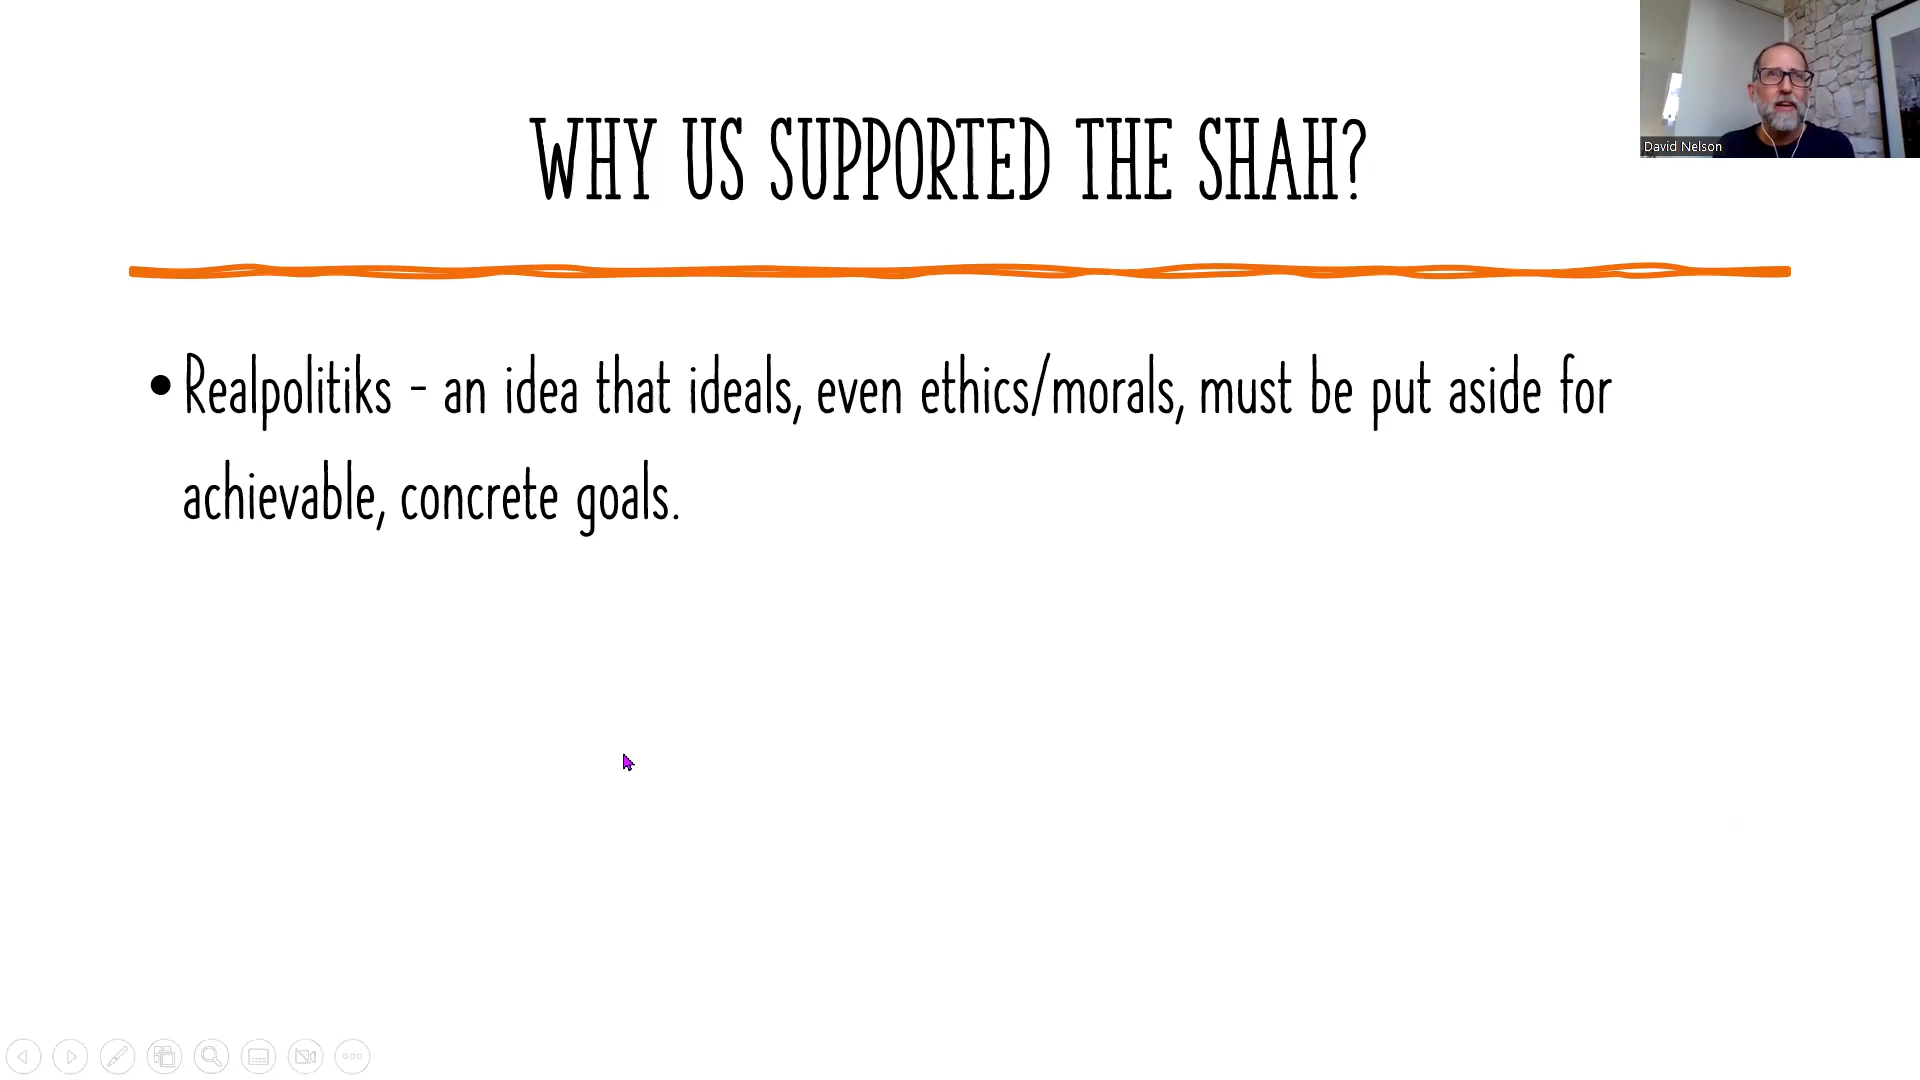 WHY US SUPPORTED THE SHAH?
David Nelson
• Realpolitiks - an idea that ideals, even ethics/morals, must be put aside for
achievable, concrete goals.